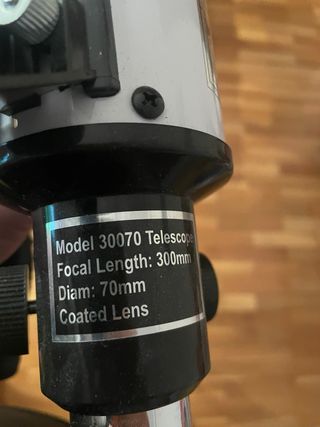 Model 30070 Telescope
Focal Length: 300mm
Diam: 70mm
Coated Lens